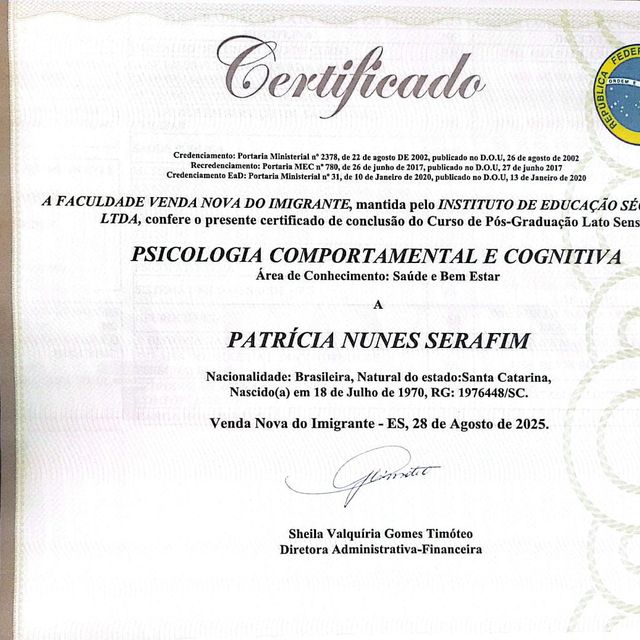 Certificado
REPÚBLICA FEDER
ORDEM E
Credenciamento: Portaria Ministerial nº 2378, de 22 de agosto DE 2002, publicado no D.O.U, 26 de agosto de 2002
Recredenciamento: Portaria MEC nº 780, de 26 de junho de 2017, publicado no D.O.U, 27 de junho de 2017
Credenciamento EaD: Portaria Ministerial nº 31, de 10 de Janeiro de 2020, publicado no D.O.U, 13 de Janeiro de 2020
A FACULDADE VENDA NOVA DO IMIGRANTE, mantida pelo INSTITUTO DE EDUCAÇÃO SÉC
LTDA, confere o presente certificado de conclusão do Curso de Pós-Graduação Lato Sens
PSICOLOGIA COMPORTAMENTAL E COGNITIVA
Área de Conhecimento: Saúde e Bem Estar
A
PATRÍCIA NUNES SERAFIM
Nacionalidade: Brasileira, Natural do estado:Santa Catarina,
Nascido(a) em 18 de Julho de 1970, RG: 1976448/SC.
Venda Nova do Imigrante - ES, 28 de Agosto de 2025.
Sheila Valquíria Gomes Timóteo
Diretora Administrativa-Financeira